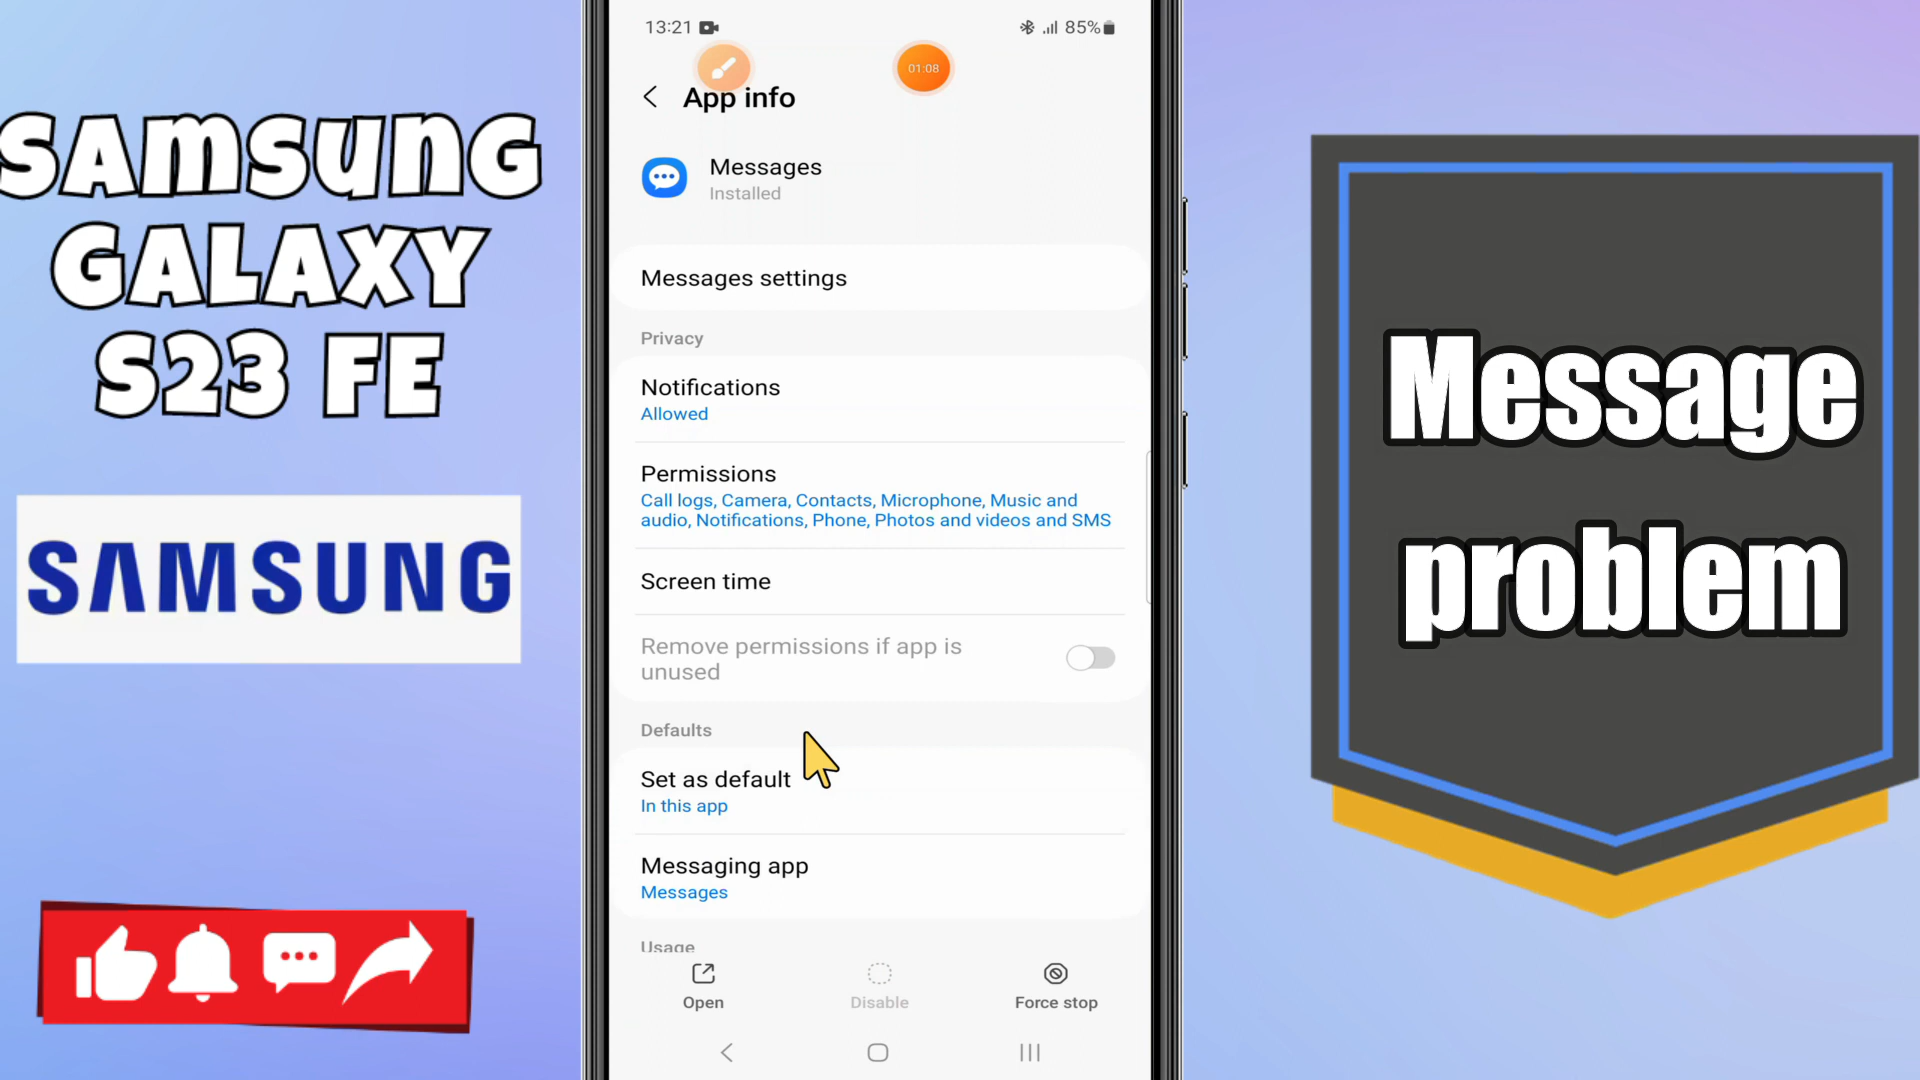 SAMSUNG
GALAXY
S23 FE
SAMSUNG
13:21
85%
01:08
App info
Messages
Installed
Messages settings
Privacy
Notifications
Allowed
Permissions
Call logs, Camera, Contacts, Microphone, Music and
audio, Notifications, Phone, Photos and videos and SMS
Screen time
Remove permissions if app is
unused
Defaults
Set as default
In this app
Messaging app
Messages
Usage
Open
Disable
Force stop
Message
problem